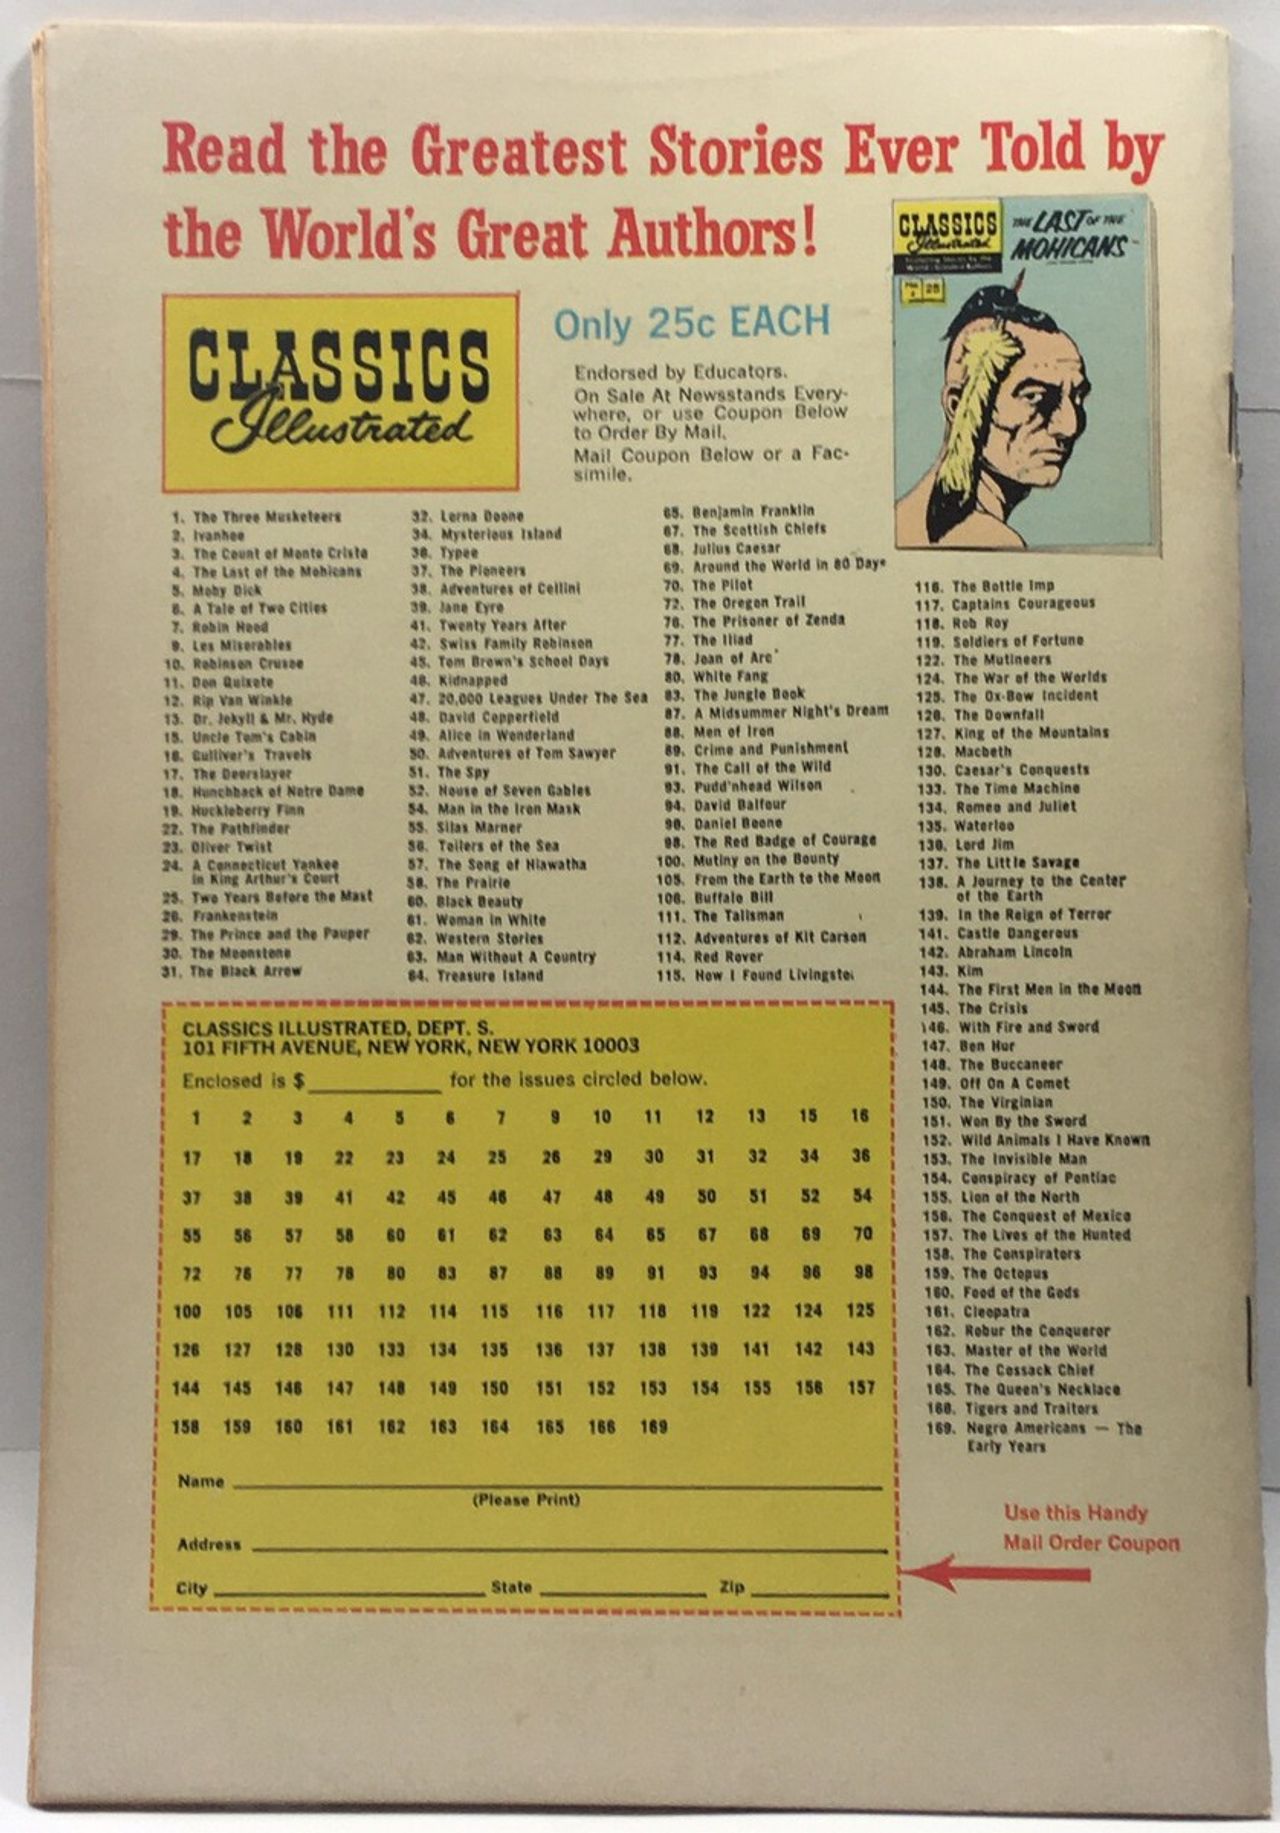 Read the Greatest Stories Ever Told by
the World's Great Authors!
CLASSICS
Illustrated
Only 25c EACH
Endorsed by Educators.
On Sale At Newsstands Every-
where, or use Coupon Below
to Order By Mail.
Mail Coupon Below or a Fac-
simile.
CLASSICS
Illustrated
THE LAST OF THE
MOHICANS
25
1. The Three Musketeers
2. Ivanhoe
3. The Count of Monte Cristo
4. The Last of the Mohicans
5. Moby Dick
6. A Tale of Two Cities
7. Robin Hood
9. Les Miserables
10. Robinson Crusoe
11. Don Quixote
12. Rip Van Winkle
13. Dr. Jekyll & Mr. Hyde
15. Uncle Tom's Cabin
16. Gulliver's Travels
17. The Deerslayer
18. Hunchback of Notre Dame
19. Huckleberry Finn
22. The Pathfinder
23. Oliver Twist
24. A Connecticut Yankee
in King Arthur's Court
25. Two Years Before the Mast
26. Frankenstein
29. The Prince and the Pauper
30. The Moonstone
31. The Black Arrow
32. Lorna Doone
34. Mysterious Island
36. Typee
37. The Pioneers
38. Adventures of Cellini
39. Jane Eyre
41. Twenty Years After
42. Swiss Family Robinson
45. Tom Brown's School Days
46. Kidnapped
47. 20,000 Leagues Under The Sea
48. David Copperfield
49. Alice in Wonderland
50. Adventures of Tom Sawyer
51. The Spy
52. House of Seven Gables
54. Man in the Iron Mask
55. Silas Marner
56. Toilers of the Sea
57. The Song of Hiawatha
58. The Prairie
60. Black Beauty
61. Woman in White
62. Western Stories
63. Man Without A Country
64. Treasure Island
65. Benjamin Franklin
67. The Scottish Chiefs
68. Julius Caesar
69. Around the World in 80 Days
70. The Pilot
72. The Oregon Trail
76. The Prisoner of Zenda
77. The Iliad
78. Joan of Arc
80. White Fang
83. The Jungle Book
87. A Midsummer Night's Dream
88. Men of Iron
89. Crime and Punishment
91. The Call of the Wild
93. Pudd'nhead Wilson
94. David Balfour
96. Daniel Boone
98. The Red Badge of Courage
100. Mutiny on the Bounty
105. From the Earth to the Moon
106. Buffalo Bill
111. The Talisman
112. Adventures of Kit Carson
114. Red Rover
115. How I Found Livingston
116. The Bottle Imp
117. Captains Courageous
118. Rob Roy
119. Soldiers of Fortune
122. The Mutineers
124. The War of the Worlds
125. The Ox-Bow Incident
126. The Downfall
127. King of the Mountains
128. Macbeth
130. Caesar's Conquests
133. The Time Machine
134. Romeo and Juliet
135. Waterloo
136. Lord Jim
137. The Little Savage
138. A Journey to the Center
of the Earth
139. In the Reign of Terror
141. Castle Dangerous
142. Abraham Lincoln
143. Kim
144. The First Men in the Moon
145. The Crisis
146. With Fire and Sword
147. Ben Hur
148. The Buccaneer
149. Off On A Comet
150. The Virginian
151. Won By the Sword
152. Wild Animals I Have Known
153. The Invisible Man
154. Conspiracy of Pontiac
155. Lion of the North
156. The Conquest of Mexico
157. The Lives of the Hunted
158. The Conspirators
159. The Octopus
160. Food of the Gods
161. Cleopatra
162. Robur the Conqueror
163. Master of the World
164. The Cossack Chief
165. The Queen's Necklace
166. Tigers and Traitors
169. Negro Americans — The
Early Years
CLASSICS ILLUSTRATED, DEPT. S.
101 FIFTH AVENUE, NEW YORK, NEW YORK 10003
Enclosed is $ for the issues circled below.
1 2 3 4 5 6 7 9 10 11 12 13 15 16
17 18 19 22 23 24 25 26 29 30 31 32 34 36
37 38 39 41 42 45 46 47 48 49 50 51 52 54
55 56 57 58 60 61 62 63 64 65 67 68 69 70
72 76 77 78 80 83 87 88 89 91 93 94 96 98
100 105 106 111 112 114 115 116 117 118 119 122 124 125
126 127 128 130 133 134 135 136 137 138 139 141 142 143
144 145 146 147 148 149 150 151 152 153 154 155 156 157
158 159 160 161 162 163 164 165 166 169
Name
(Please Print)
Address
City State Zip
Use this Handy
Mail Order Coupon